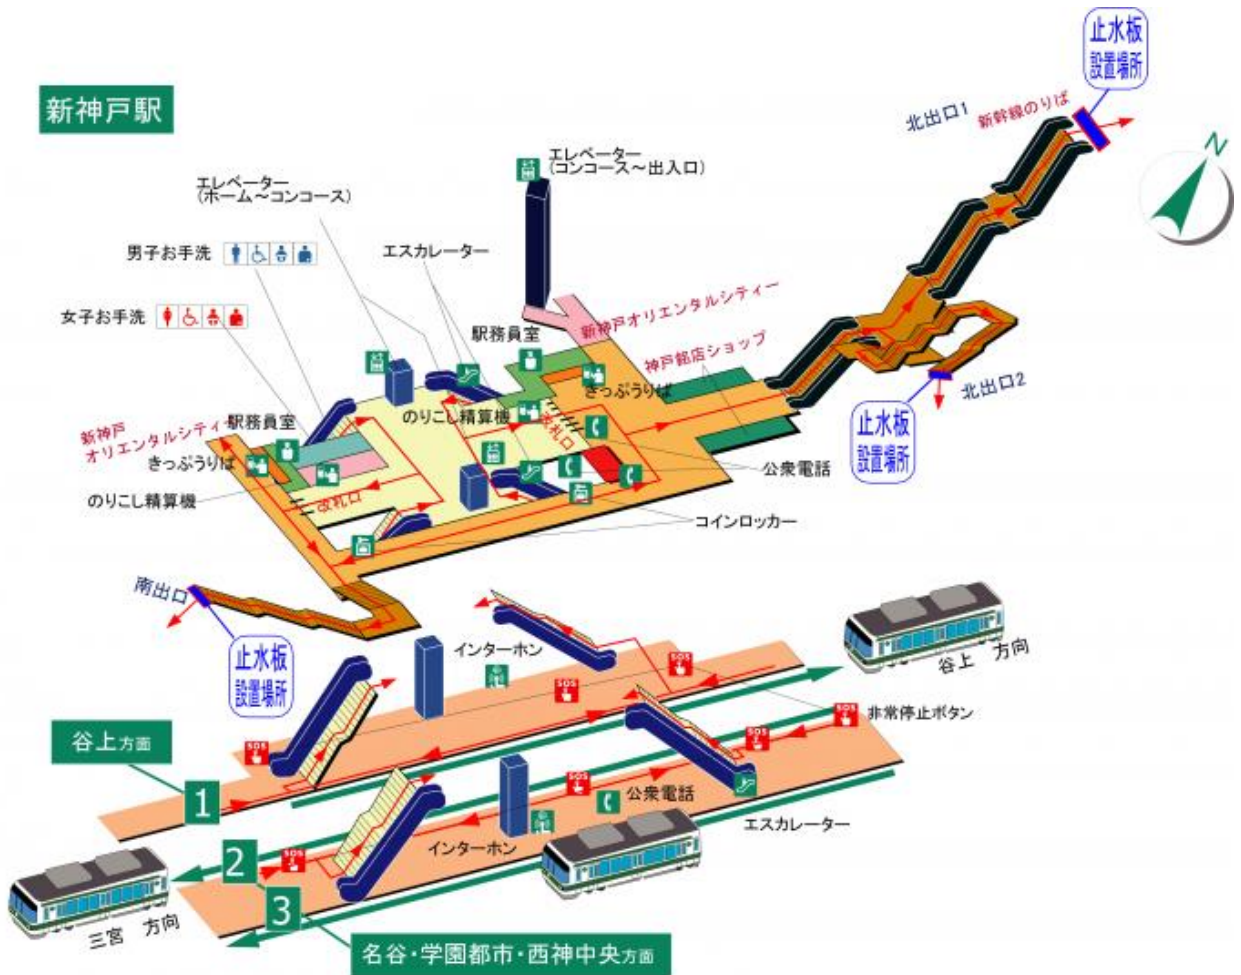 止水板
設置場所
北出口1
新幹線のりば
新神戸駅
N
エレベーター
(コンコース～出入口)
エレベーター
(ホーム～コンコース)
男子お手洗
エスカレーター
女子お手洗
駅務員室
新神戸オリエンタルシティー
神戸銘店ショップ
きっぷうりば
北出口2
のりこし精算機
改札口
止水板
設置場所
駅務員室
新神戸
オリエンタルシティー
きっぷうりば
公衆電話
のりこし精算機
改札口
コインロッカー
南出口
止水板
設置場所
インターホン
谷上 方向
SOS
SOS
非常停止ボタン
SOS
谷上方面
SOS
SOS
1
SOS
公衆電話
エスカレーター
インターホン
2
SOS
3
三宮 方向
名谷・学園都市・西神中央方面